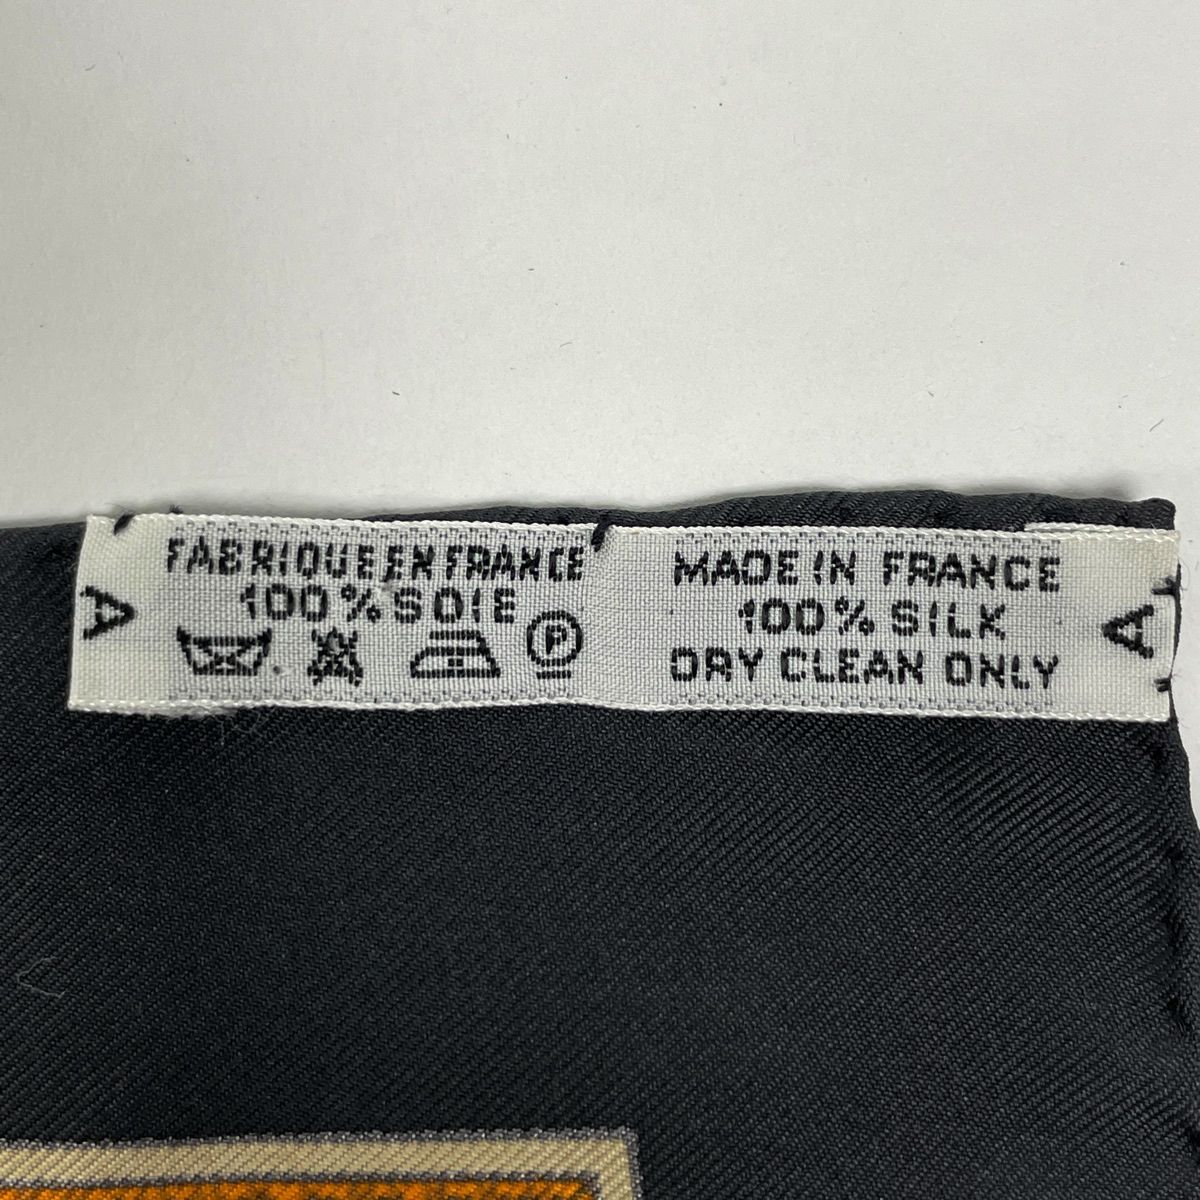 FABRIQUE EN FRANCE
100% SOIE
P
A
MADE IN FRANCE
100% SILK
DRY CLEAN ONLY
A